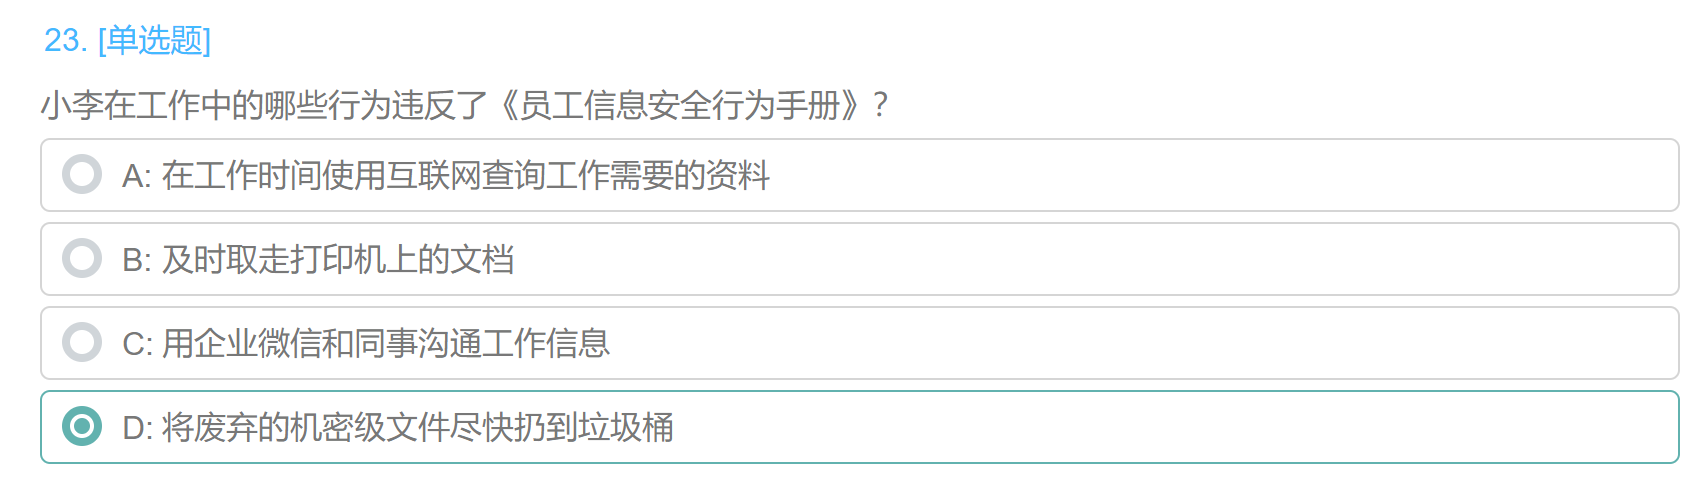 23. [单选题]
小李在工作中的哪些行为违反了《员工信息安全行为手册》？
A: 在工作时间使用互联网查询工作需要的资料
B: 及时取走打印机上的文档
C: 用企业微信和同事沟通工作信息
D: 将废弃的机密级文件尽快扔到垃圾桶